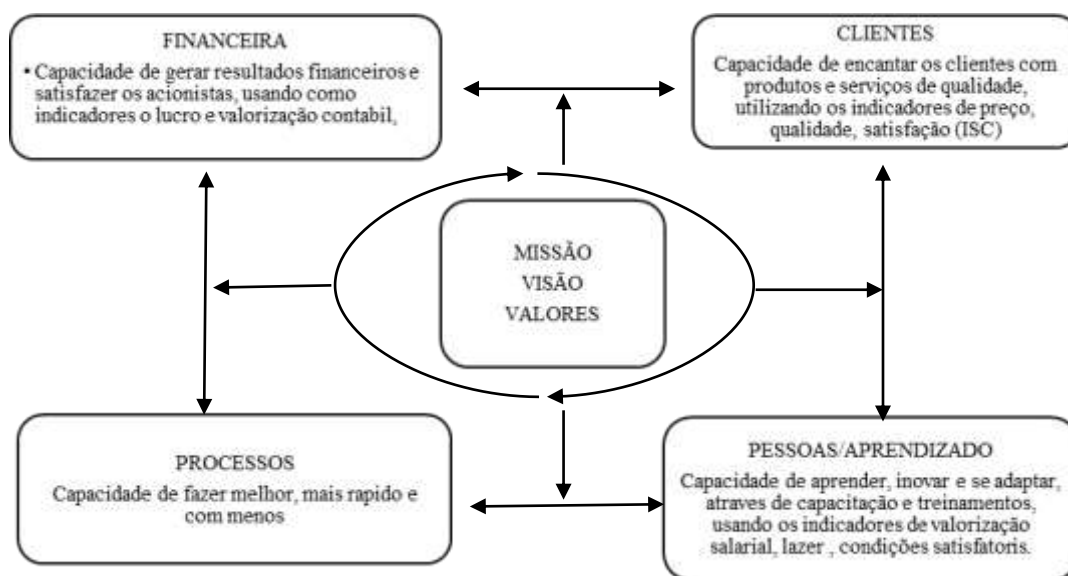 FINANCEIRA
• Capacidade de gerar resultados financeiros e
satisfazer os acionistas, usando como
indicadores o lucro e valorização contabil,
CLIENTES
Capacidade de encantar os clientes com
produtos e serviços de qualidade,
utilizando os indicadores de preço,
qualidade, satisfação (ISC)
MISSÃO
VISÃO
VALORES
PROCESSOS
Capacidade de fazer melhor, mais rapido e
com menos
PESSOAS/APRENDIZADO
Capacidade de aprender, inovar e se adaptar,
atraves de capacitação e treinamentos,
usando os indicadores de valorização
salarial, lazer , condições satisfatoris.